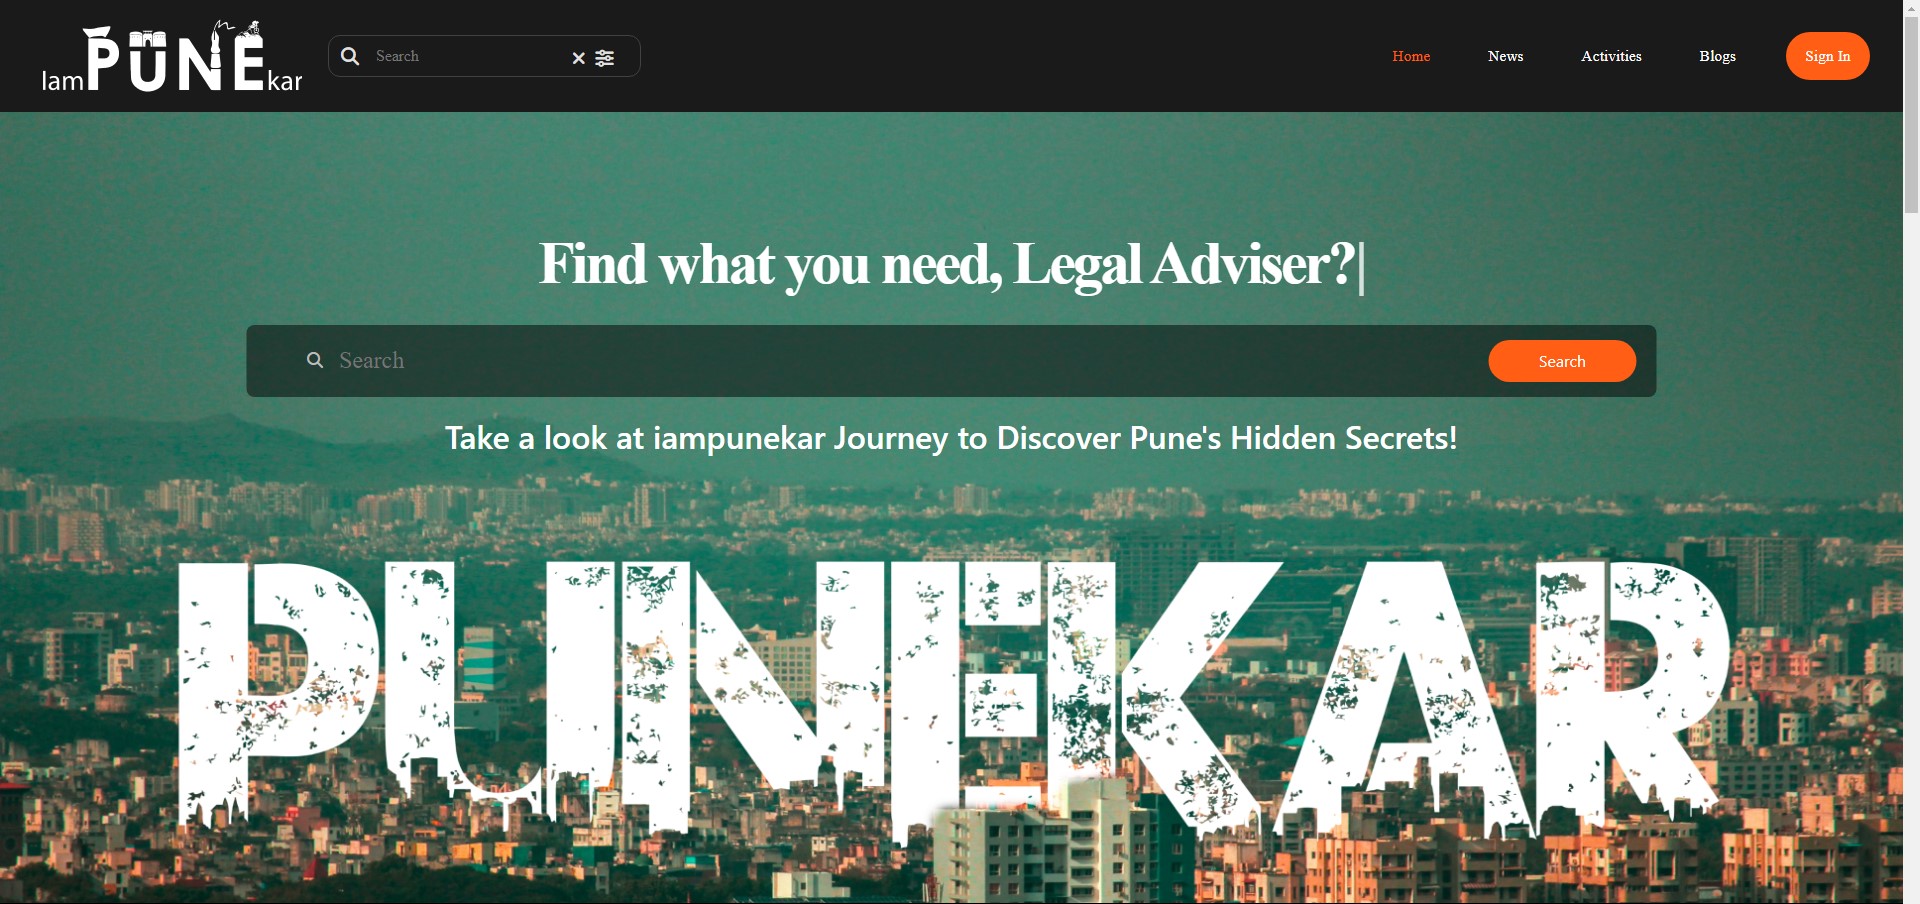 Iam PUNE kar
Search
Home
News
Activities
Blogs
Sign In
Find what you need, Legal Adviser?|
Search
Search
Take a look at iampunekar Journey to Discover Pune's Hidden Secrets!
PUNEKAR